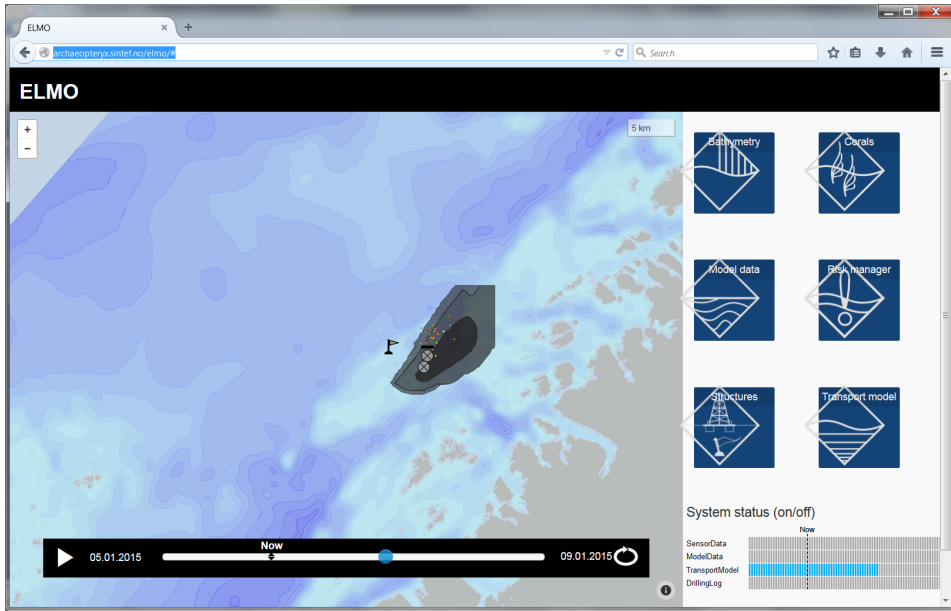 ELMO
archaeopteryx.sintef.no/elmo/#
Search
ELMO
+
−
5 km
Bathymetry
Corals
Model data
Risk manager
Structures
Transport model
Now
05.01.2015
09.01.2015
System status (on/off)
Now
SensorData
ModelData
TransportModel
DrillingLog